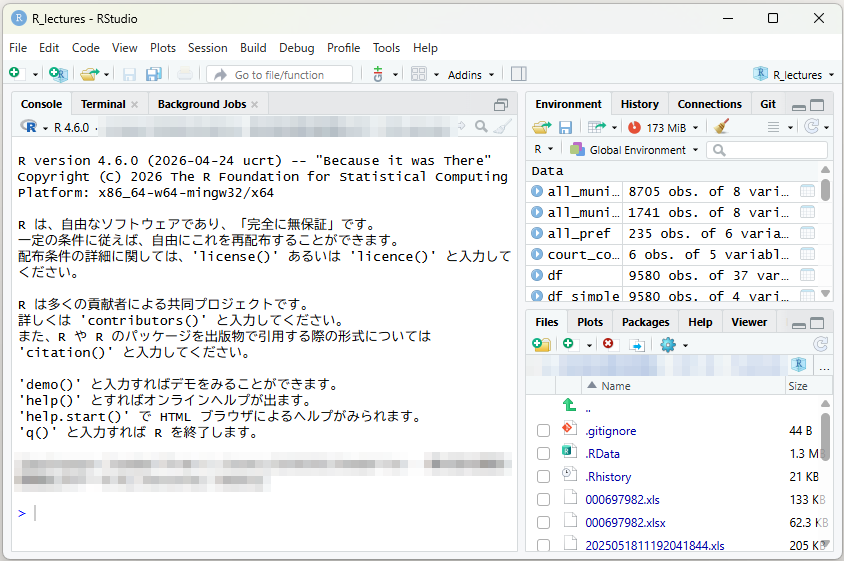 R_lectures - RStudio
File Edit Code View Plots Session Build Debug Profile Tools Help
Go to file/function Addins R_lectures
Console Terminal Background Jobs
R 4.6.0 ·
R version 4.6.0 (2026-04-24 ucrt) -- "Because it was There"
Copyright (C) 2026 The R Foundation for Statistical Computing
Platform: x86_64-w64-mingw32/x64
R は、自由なソフトウェアであり、「完全に無保証」です。
一定の条件に従えば、自由にこれを再配布することができます。
配布条件の詳細に関しては、'license()' あるいは 'licence()' と入力して
ください。
R は多くの貢献者による共同プロジェクトです。
詳しくは 'contributors()' と入力してください。
また、R や R のパッケージを出版物で引用する際の形式については
'citation()' と入力してください。
'demo()' と入力すればデモをみることができます。
'help()' とすればオンラインヘルプが出ます。
'help.start()' で HTML ブラウザによるヘルプがみられます。
'q()' と入力すれば R を終了します。
>
Environment History Connections Git
173 MiB
R Global Environment
Data
all_muni… 8705 obs. of 8 vari…
all_muni… 1741 obs. of 8 vari…
all_pref 235 obs. of 6 varia…
court_co… 6 obs. of 5 variabl…
df 9580 obs. of 37 var…
df_simple 9580 obs. of 4 vari…
Files Plots Packages Help Viewer
...
Name Size
..
.gitignore 44 B
.RData 1.3 MB
.Rhistory 21 KB
000697982.xls 133 KB
000697982.xlsx 62.3 KB
2025051811192041844.xls 205 KB